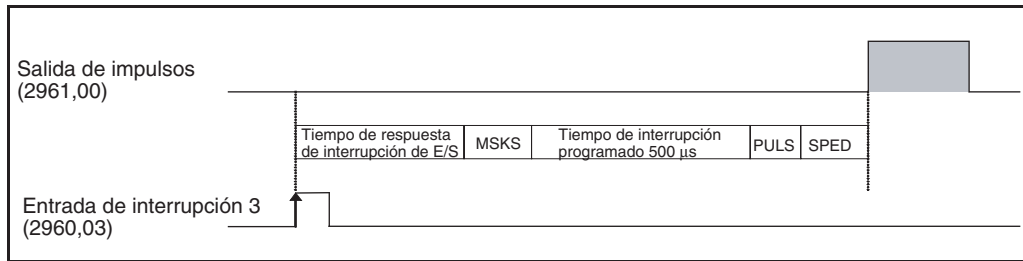 Salida de impulsos
(2961,00)
Tiempo de respuesta
de interrupción de E/S
MSKS
Tiempo de interrupción
programado 500 µs
PULS
SPED
Entrada de interrupción 3
(2960,03)